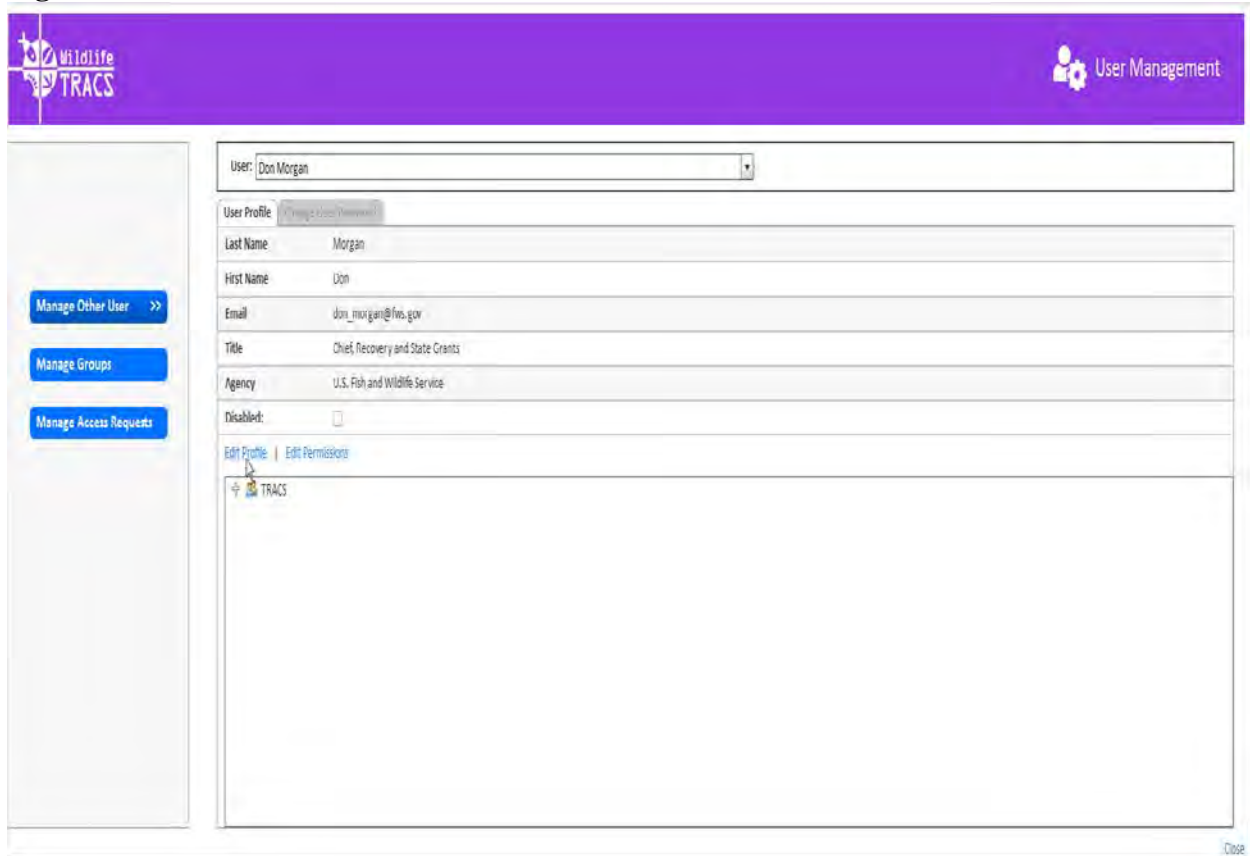 Wildlife
TRACS
User Management
User: Don Morgan
User Profile
Last Name Morgan
First Name Don
Manage Other User >>
Email don_morgan@fws.gov
Title Chief, Recovery and State Grants
Manage Groups
Agency U.S. Fish and Wildlife Service
Manage Access Requests
Disabled:
Edit Profile | Edit Permissions
TRACS
Close